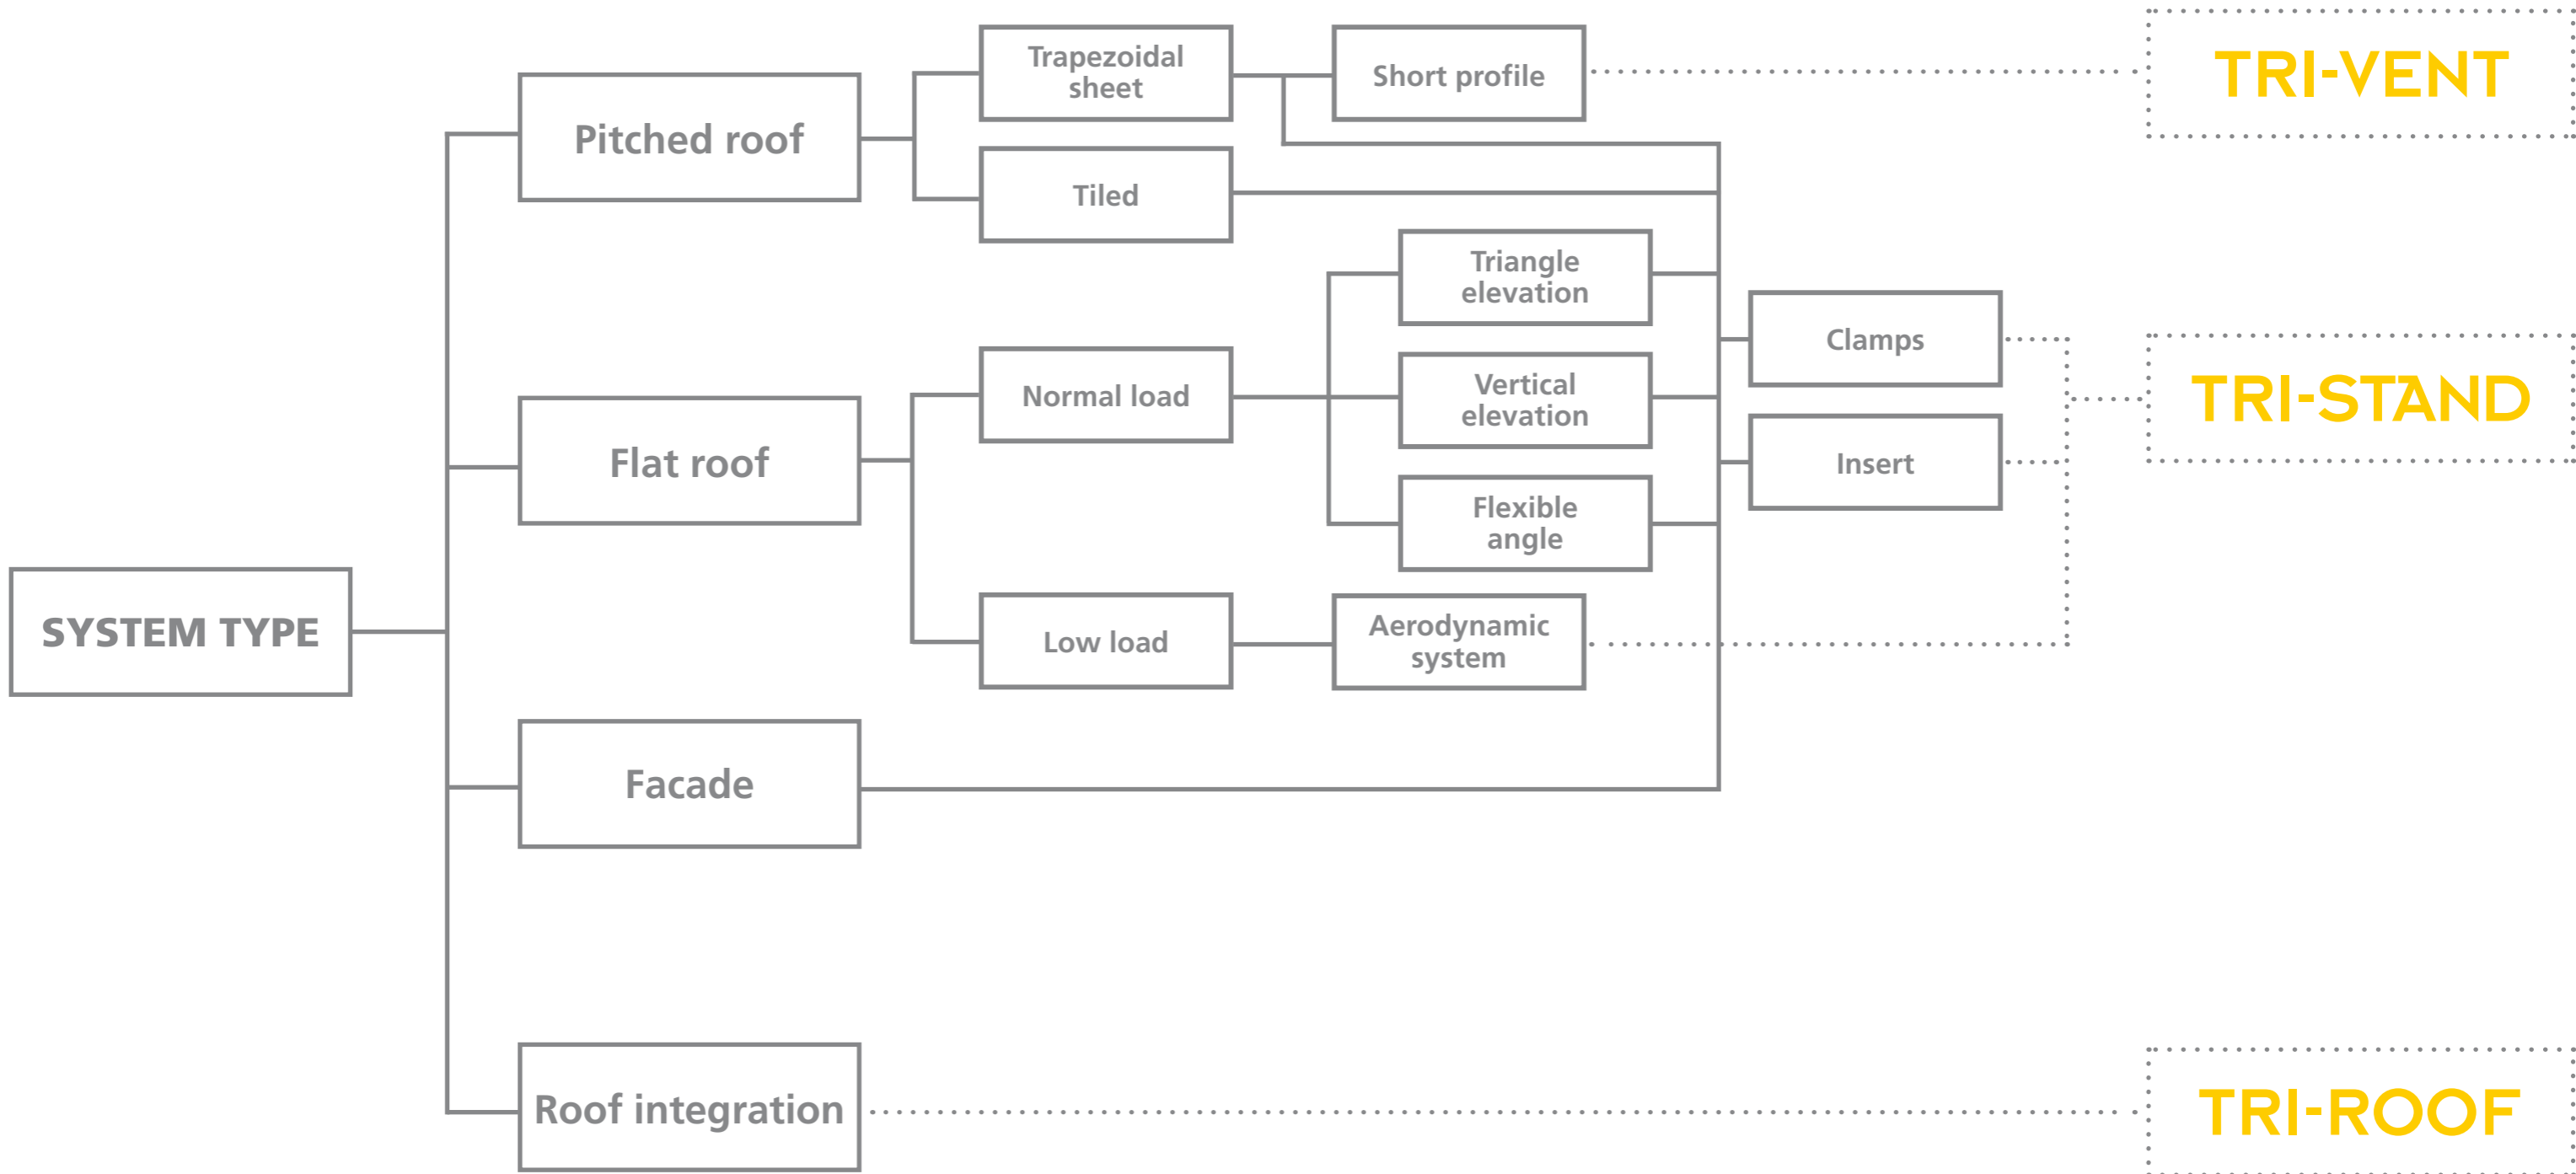 SYSTEM TYPE
Pitched roof
Trapezoidal
sheet
Short profile
TRI-VENT
Tiled
Flat roof
Normal load
Triangle
elevation
Vertical
elevation
Flexible
angle
Clamps
Insert
TRI-STAND
Low load
Aerodynamic
system
Facade
Roof integration
TRI-ROOF